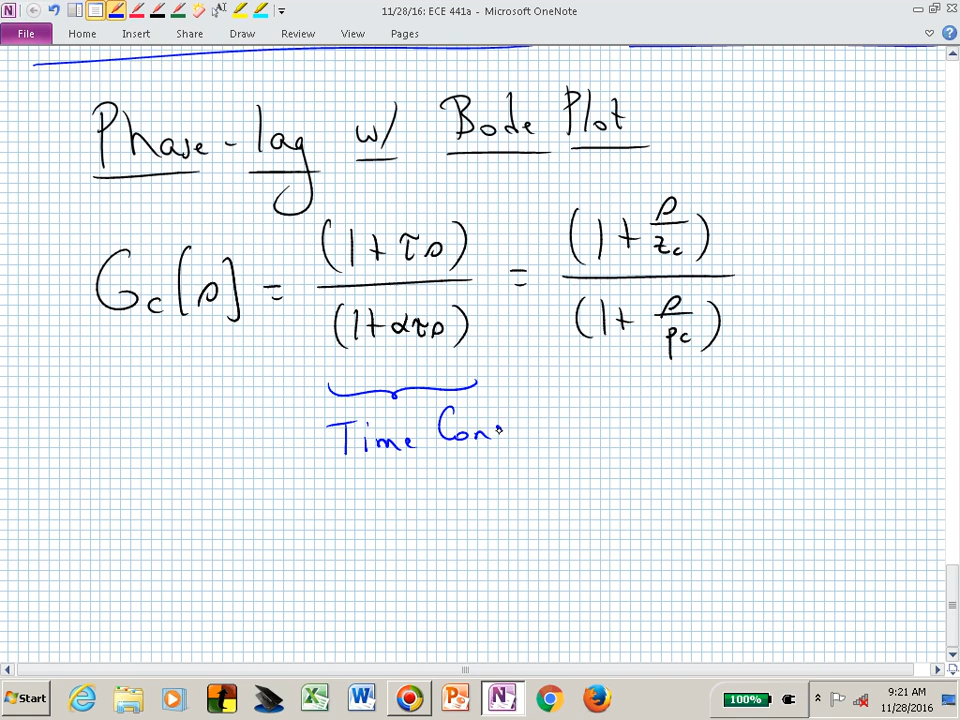 11/28/16: ECE 441a - Microsoft OneNote
File Home Insert Share Draw Review View Pages
Phase-lag w/ Bode Plot
Gc(s) = (1+τs)/(1+ατs) = (1+s/zc)/(1+s/pc)
Time Con
Start
100%
9:21 AM
11/28/2016